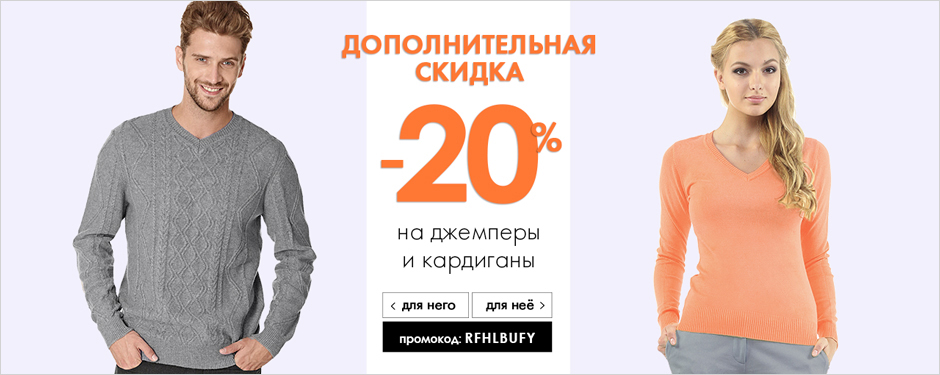 ДОПОЛНИТЕЛЬНАЯ
СКИДКА
-20%
на джемперы
и кардиганы
< для него
для неё >
промокод: RFHLBUFY